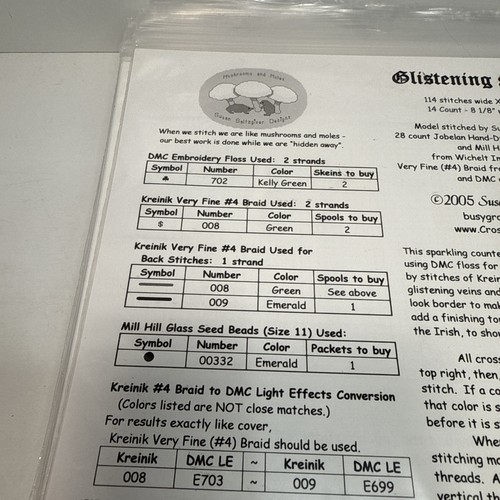 Mushrooms and Moles
Susan Saltzgiver Designs
When we stitch we are like mushrooms and moles -
our best work is done while we are "hidden away".
DMC Embroidery Floss Used: 2 strands
Symbol Number Color Skeins to buy
♣ 702 Kelly Green 2
Kreinik Very Fine #4 Braid Used: 2 strands
Symbol Number Color Spools to buy
$ 008 Green 2
Kreinik Very Fine #4 Braid Used for
Back Stitches: 1 strand
Symbol Number Color Spools to buy
008 Green See above
009 Emerald 1
Mill Hill Glass Seed Beads (Size 11) Used:
Symbol Number Color Packets to buy
● 00332 Emerald 1
Kreinik #4 Braid to DMC Light Effects Conversion
(Colors listed are NOT close matches.)
For results exactly like cover,
Kreinik Very Fine (#4) Braid should be used.
Kreinik DMC LE ~ Kreinik DMC LE
008 E703 ~ 009 E699
Glistening
114 stitches wide X
14 Count - 8 1/8"
Model stitched by Su
28 count Jobelan Hand-D
and Mill H
from Wichelt I
Very Fine (#4) Braid fr
and DMC
©2005 Sus
busygro
www.Cros
This sparkling counte
using DMC floss for
by stitches of Krein
glistening veins and
look border to mak
add a finishing to
the Irish, to sho
All cross
top right, then
stitch. If a co
that color is s
before it is s
Whe
stitching mo
threads. A
vertical th